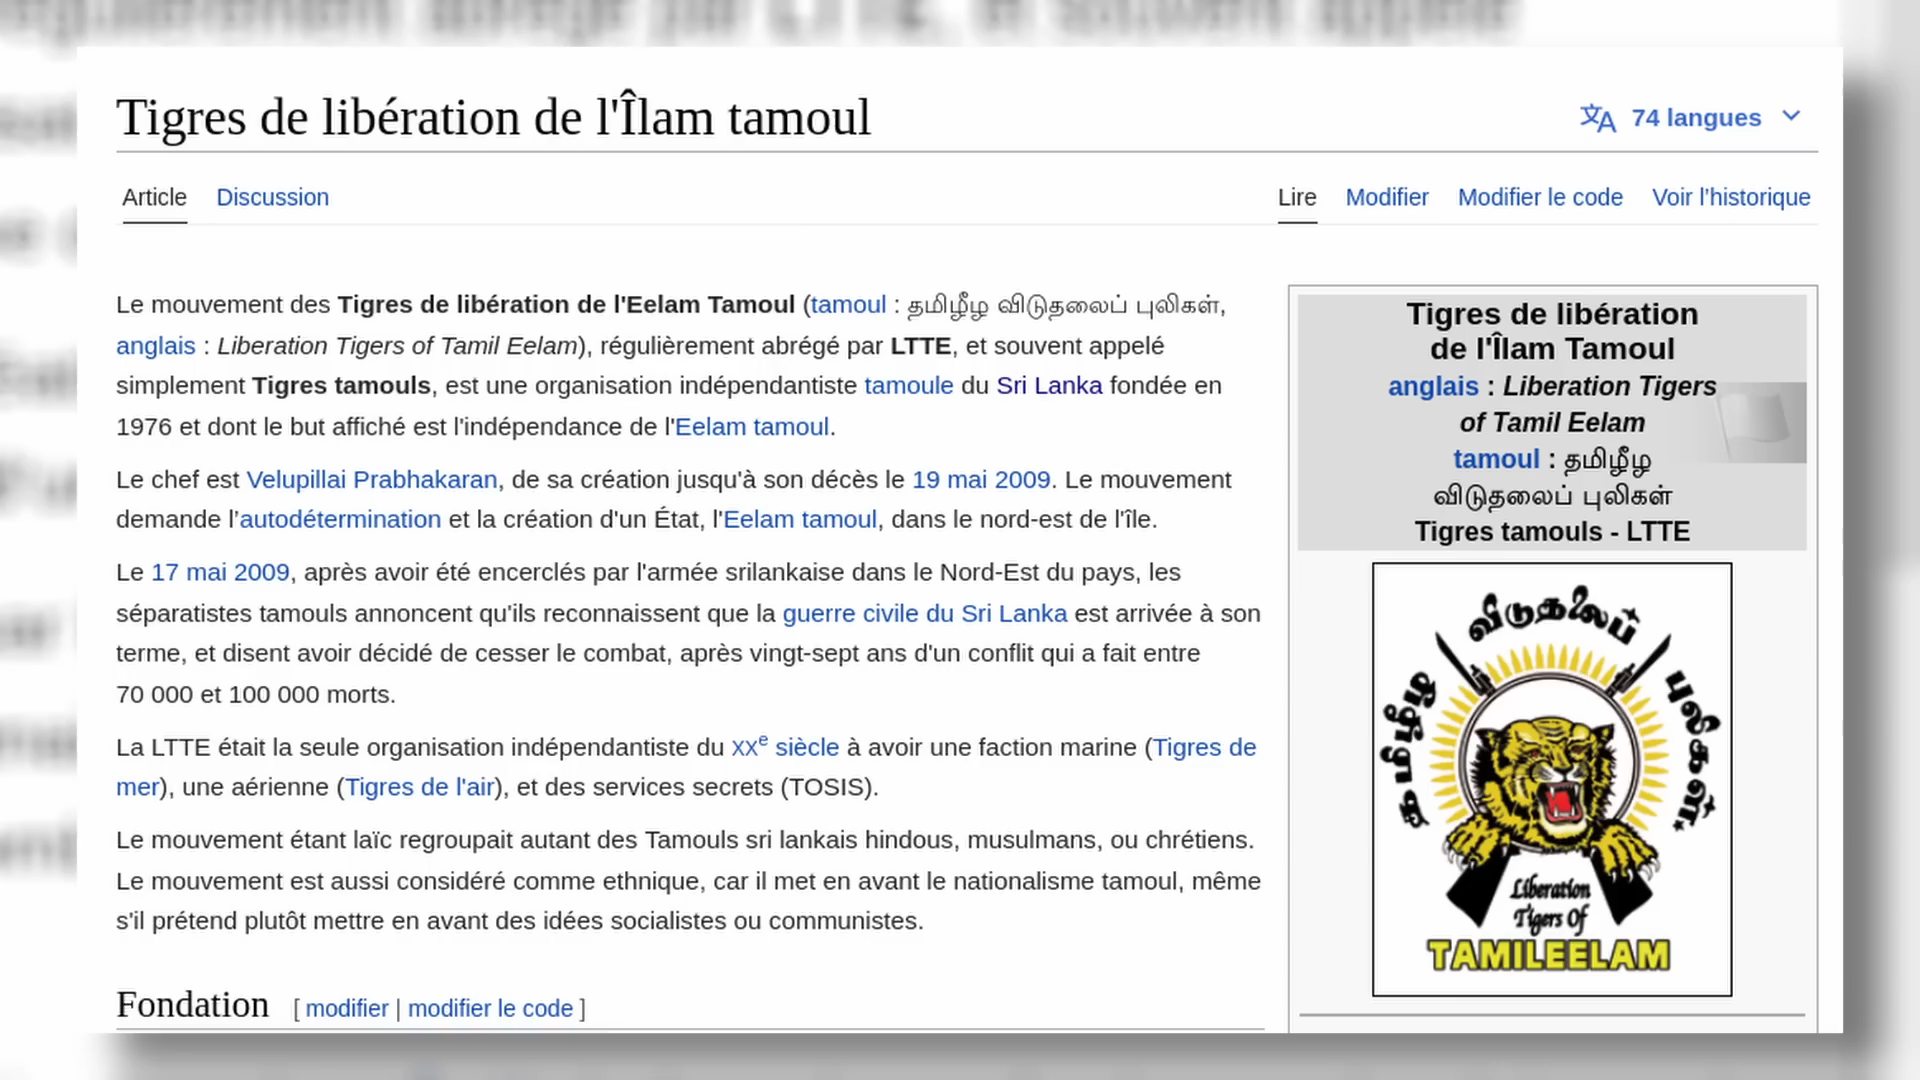 Tigres de libération de l'Îlam tamoul
74 langues
Article Discussion
Lire Modifier Modifier le code Voir l'historique
Le mouvement des Tigres de libération de l'Eelam Tamoul (tamoul : தமிழீழ விடுதலைப் புலிகள்,
anglais : Liberation Tigers of Tamil Eelam), régulièrement abrégé par LTTE, et souvent appelé
simplement Tigres tamouls, est une organisation indépendantiste tamoule du Sri Lanka fondée en
1976 et dont le but affiché est l'indépendance de l'Eelam tamoul.
Le chef est Velupillai Prabhakaran, de sa création jusqu'à son décès le 19 mai 2009. Le mouvement
demande l'autodétermination et la création d'un État, l'Eelam tamoul, dans le nord-est de l'île.
Le 17 mai 2009, après avoir été encerclés par l'armée srilankaise dans le Nord-Est du pays, les
séparatistes tamouls annoncent qu'ils reconnaissent que la guerre civile du Sri Lanka est arrivée à son
terme, et disent avoir décidé de cesser le combat, après vingt-sept ans d'un conflit qui a fait entre
70 000 et 100 000 morts.
La LTTE était la seule organisation indépendantiste du XXe siècle à avoir une faction marine (Tigres de
mer), une aérienne (Tigres de l'air), et des services secrets (TOSIS).
Le mouvement étant laïc regroupait autant des Tamouls sri lankais hindous, musulmans, ou chrétiens.
Le mouvement est aussi considéré comme ethnique, car il met en avant le nationalisme tamoul, même
s'il prétend plutôt mettre en avant des idées socialistes ou communistes.
Fondation [ modifier | modifier le code ]
Tigres de libération
de l'Îlam Tamoul
anglais : Liberation Tigers
of Tamil Eelam
tamoul : தமிழீழ
விடுதலைப் புலிகள்
Tigres tamouls - LTTE
தமிழீழ விடுதலைப் புலிகள்
Liberation
Tigers Of
TAMILEELAM